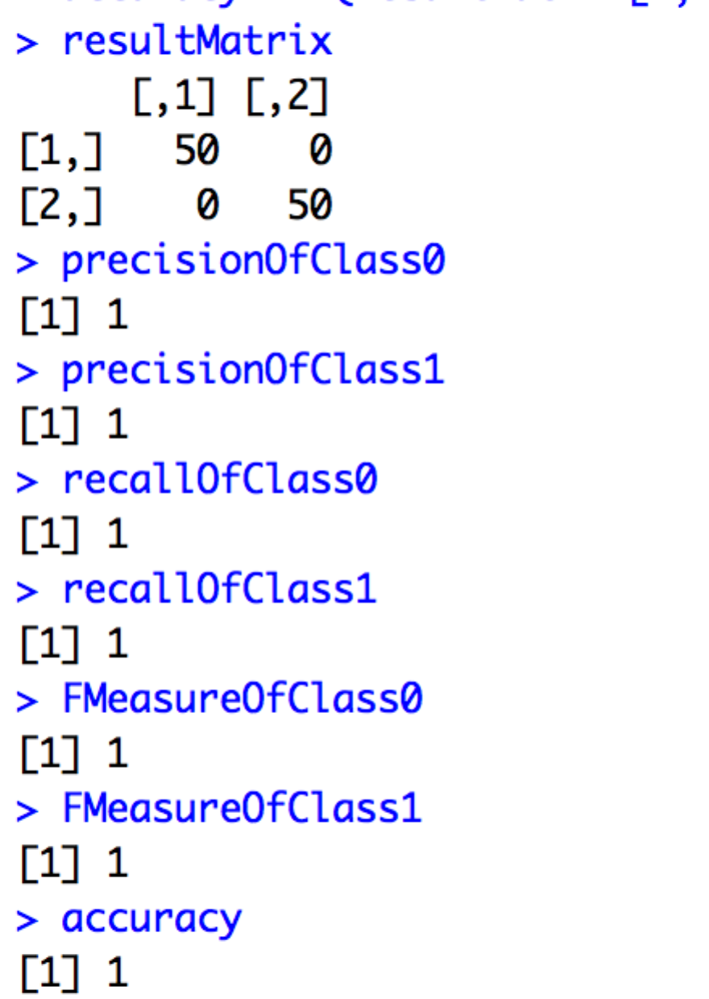 > resultMatrix
     [,1] [,2]
[1,]   50    0
[2,]    0   50
> precisionOfClass0
[1] 1
> precisionOfClass1
[1] 1
> recallOfClass0
[1] 1
> recallOfClass1
[1] 1
> FMeasureOfClass0
[1] 1
> FMeasureOfClass1
[1] 1
> accuracy
[1] 1